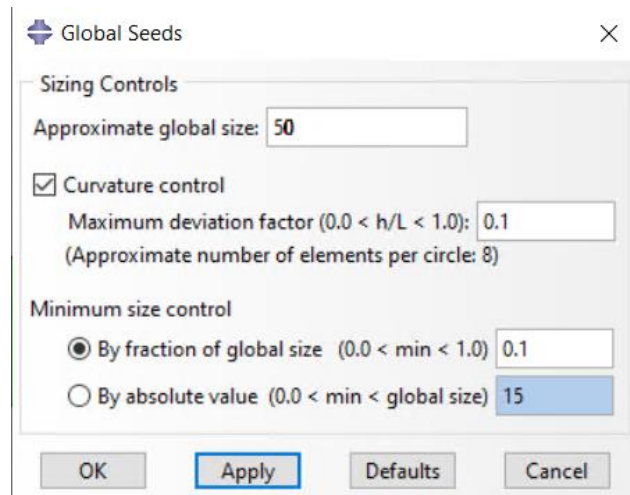 Global Seeds
Sizing Controls
Approximate global size: 50
Curvature control
Maximum deviation factor (0.0 < h/L < 1.0): 0.1
(Approximate number of elements per circle: 8)
Minimum size control
By fraction of global size (0.0 < min < 1.0) 0.1
By absolute value (0.0 < min < global size) 15
OK Apply Defaults Cancel